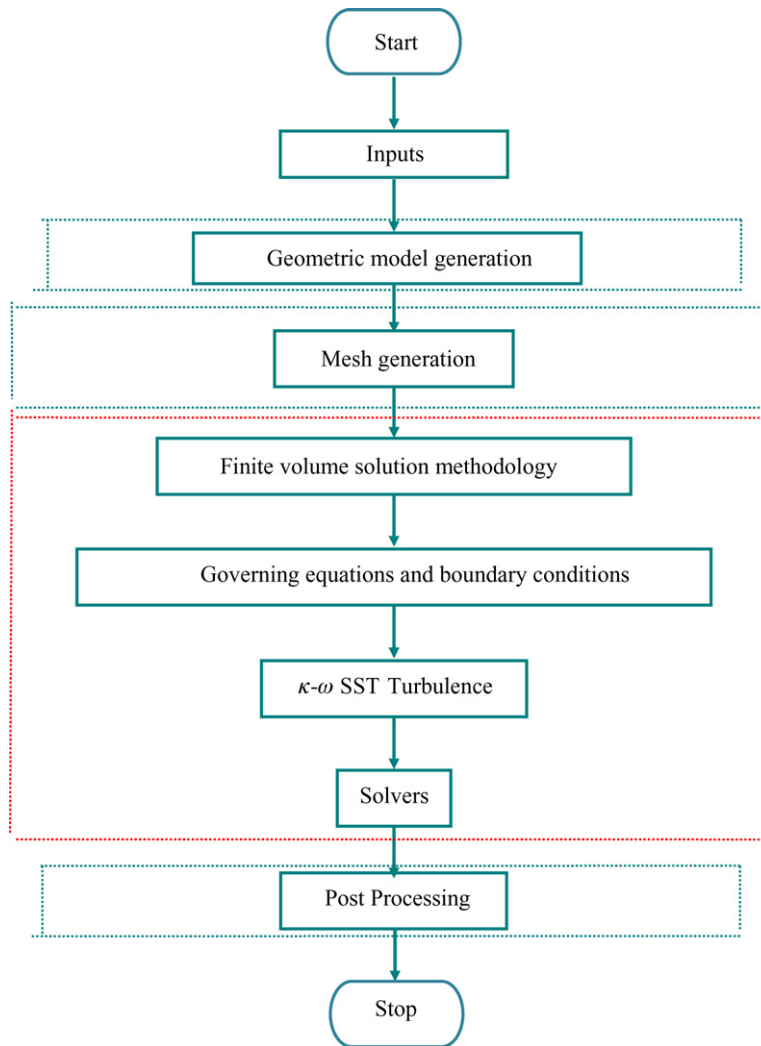 Start
Inputs
Geometric model generation
Mesh generation
Finite volume solution methodology
Governing equations and boundary conditions
κ-ω SST Turbulence
Solvers
Post Processing
Stop